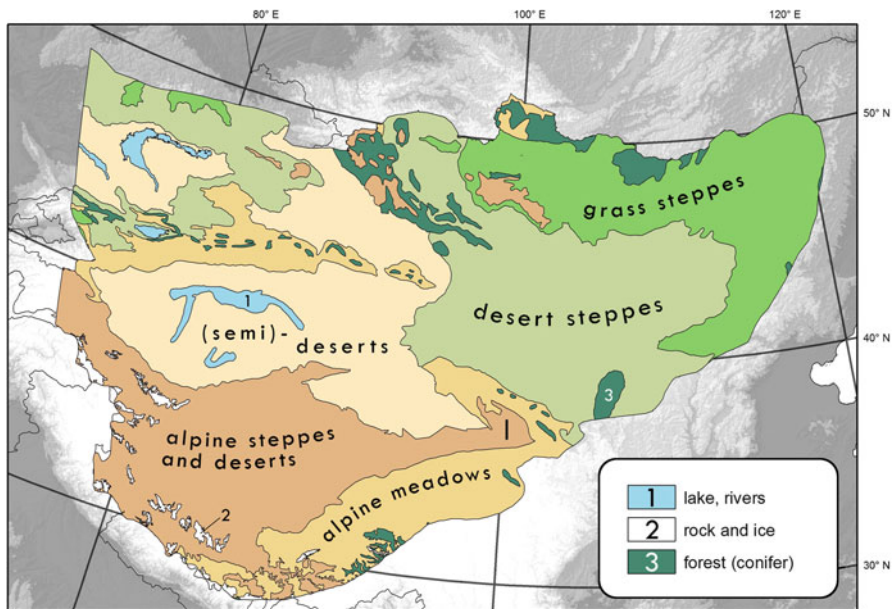 80° E
100° E
120° E
50° N
grass steppes
desert steppes
1
(semi)-
deserts
40° N
3
alpine steppes
and deserts
alpine meadows
2
1 lake, rivers
2 rock and ice
3 forest (conifer)
30° N